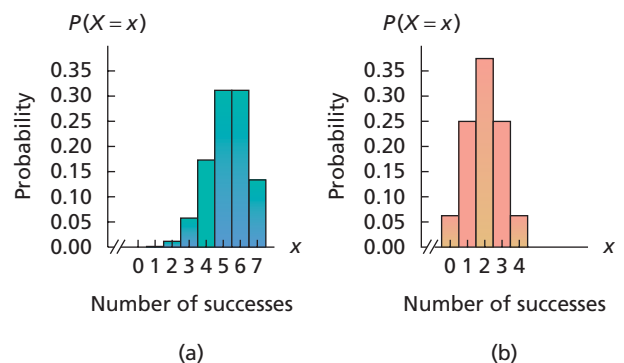 P(X = x)
Probability
0.35
0.30
0.25
0.20
0.15
0.10
0.05
0.00
0 1 2 3 4 5 6 7
x
Number of successes
(a)
P(X = x)
Probability
0.35
0.30
0.25
0.20
0.15
0.10
0.05
0.00
0 1 2 3 4
x
Number of successes
(b)